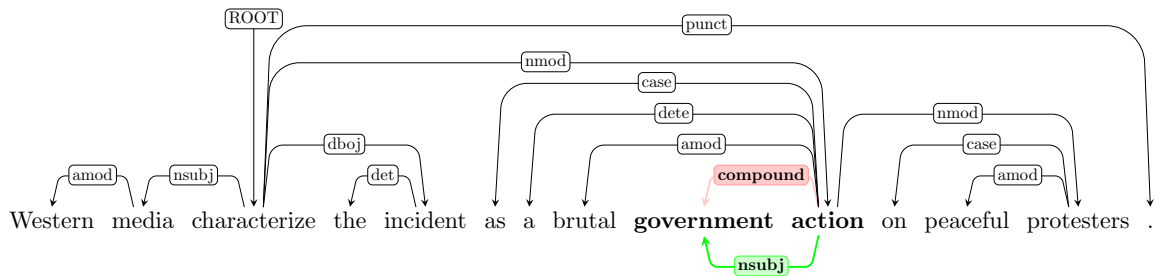 ROOT
punct
nmod
case
dete nmod
dboj amod case
amod nsubj det compound amod
Western media characterize the incident as a brutal government action on peaceful protesters .
nsubj